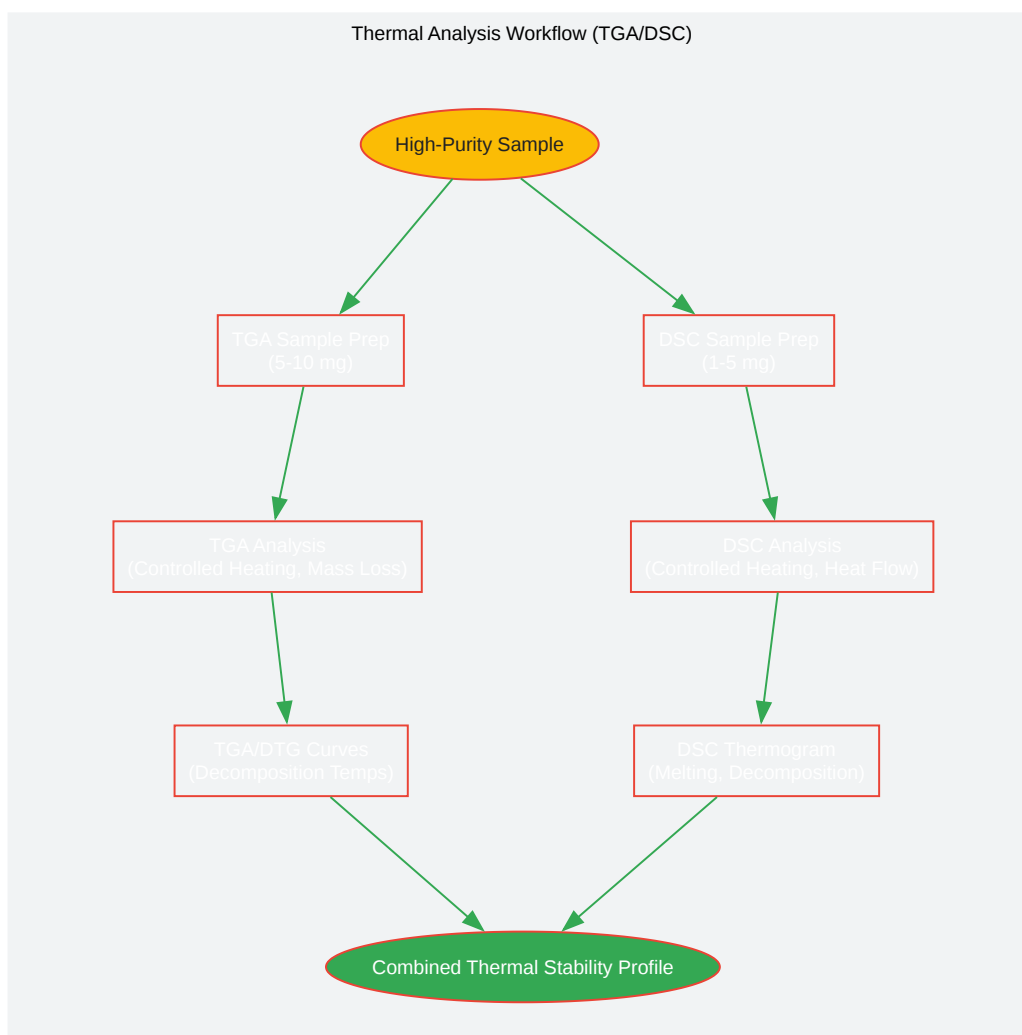 Thermal Analysis Workflow (TGA/DSC)
High-Purity Sample
TGA Sample Prep
(5-10 mg)
DSC Sample Prep
(1-5 mg)
TGA Analysis
(Controlled Heating, Mass Loss)
DSC Analysis
(Controlled Heating, Heat Flow)
TGA/DTG Curves
(Decomposition Temps)
DSC Thermogram
(Melting, Decomposition)
Combined Thermal Stability Profile